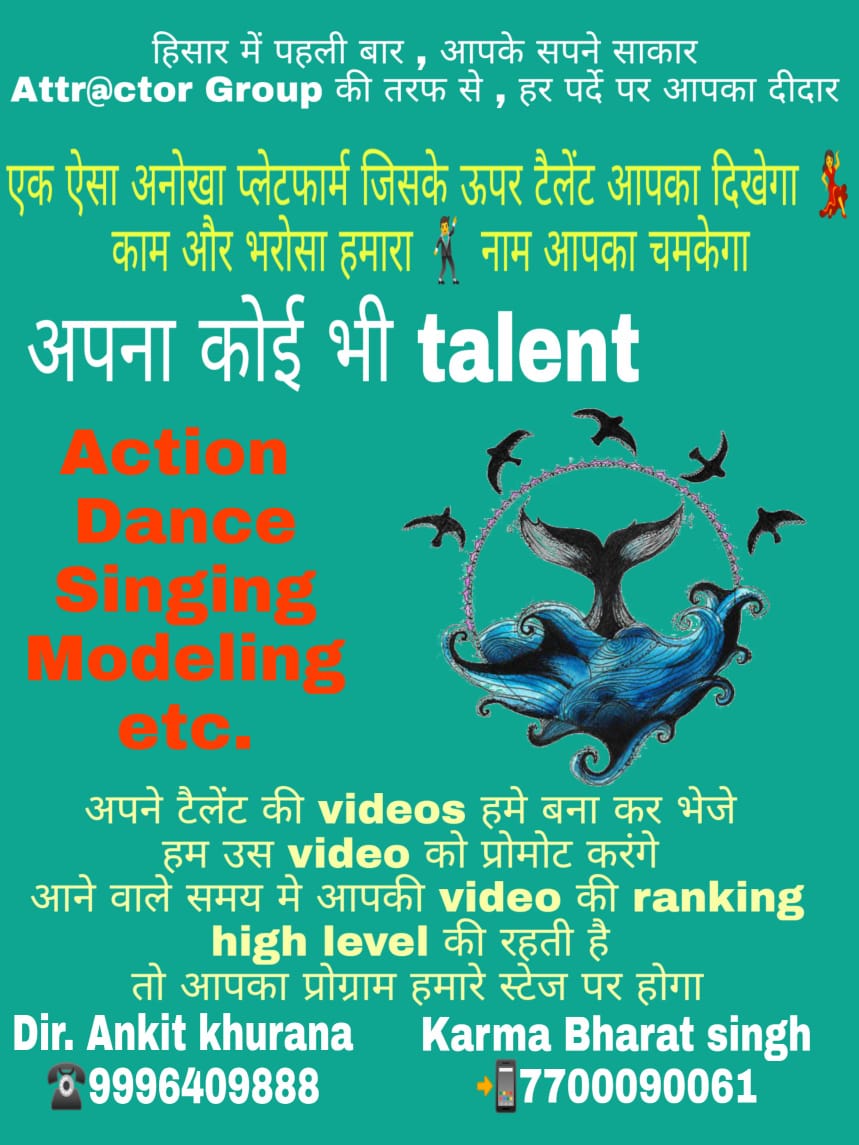 हिसार में पहली बार , आपके सपने साकार
Attr@ctor Group की तरफ से , हर पर्दे पर आपका दीदार
एक ऐसा अनोखा प्लेटफार्म जिसके ऊपर टैलेंट आपका दिखेगा 💃
काम और भरोसा हमारा 🕺 नाम आपका चमकेगा
अपना कोई भी talent
Action
Dance
Singing
Modeling
etc.
अपने टैलेंट की videos हमे बना कर भेजे
हम उस video को प्रोमोट करंगे
आने वाले समय मे आपकी video की ranking
high level की रहती है
तो आपका प्रोग्राम हमारे स्टेज पर होगा
Dir. Ankit khurana
☎9996409888
Karma Bharat singh
📲7700090061